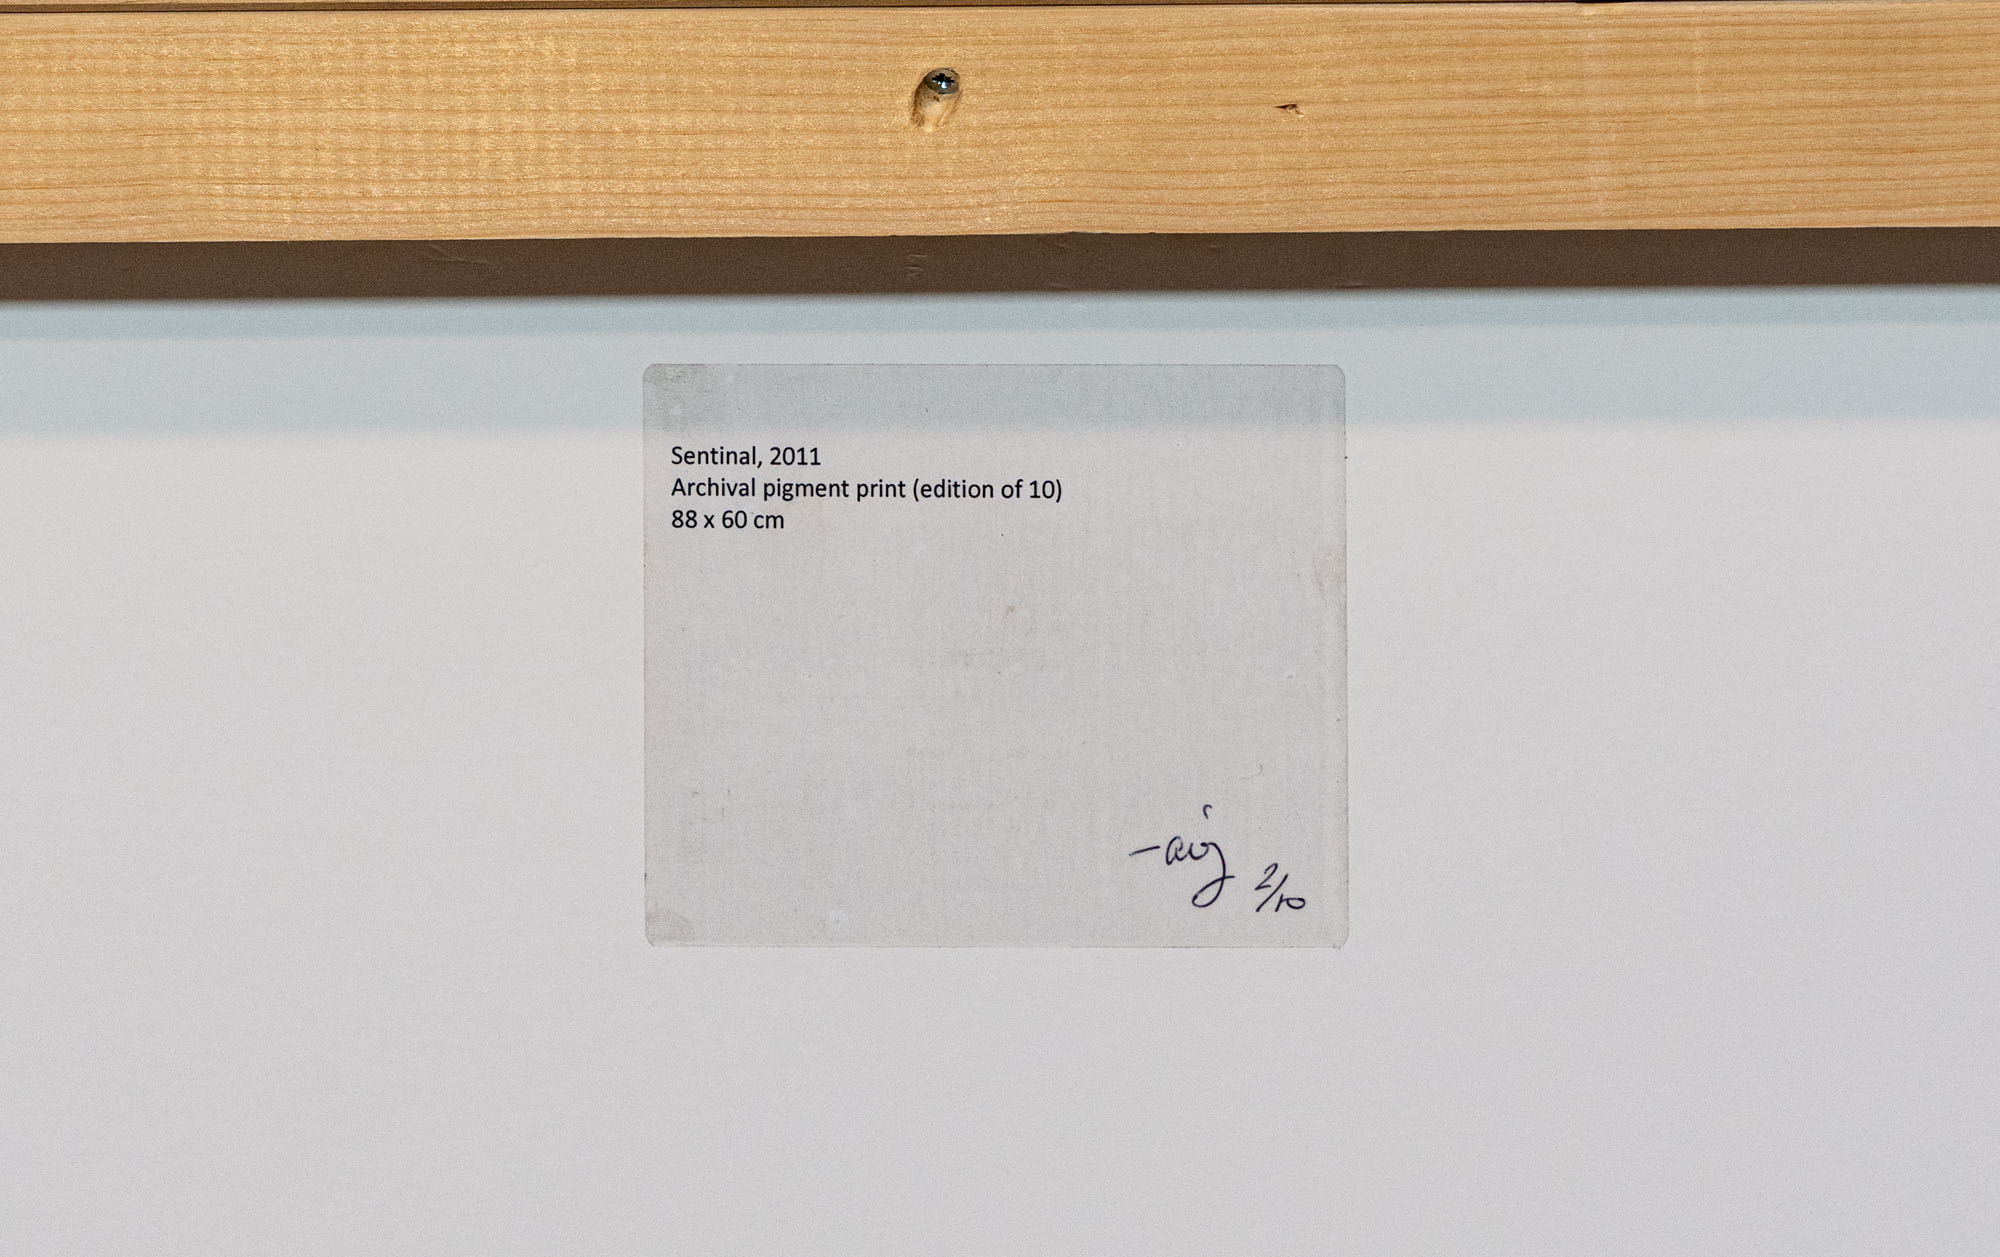 Sentinal, 2011
Archival pigment print (edition of 10)
88 x 60 cm
2/10